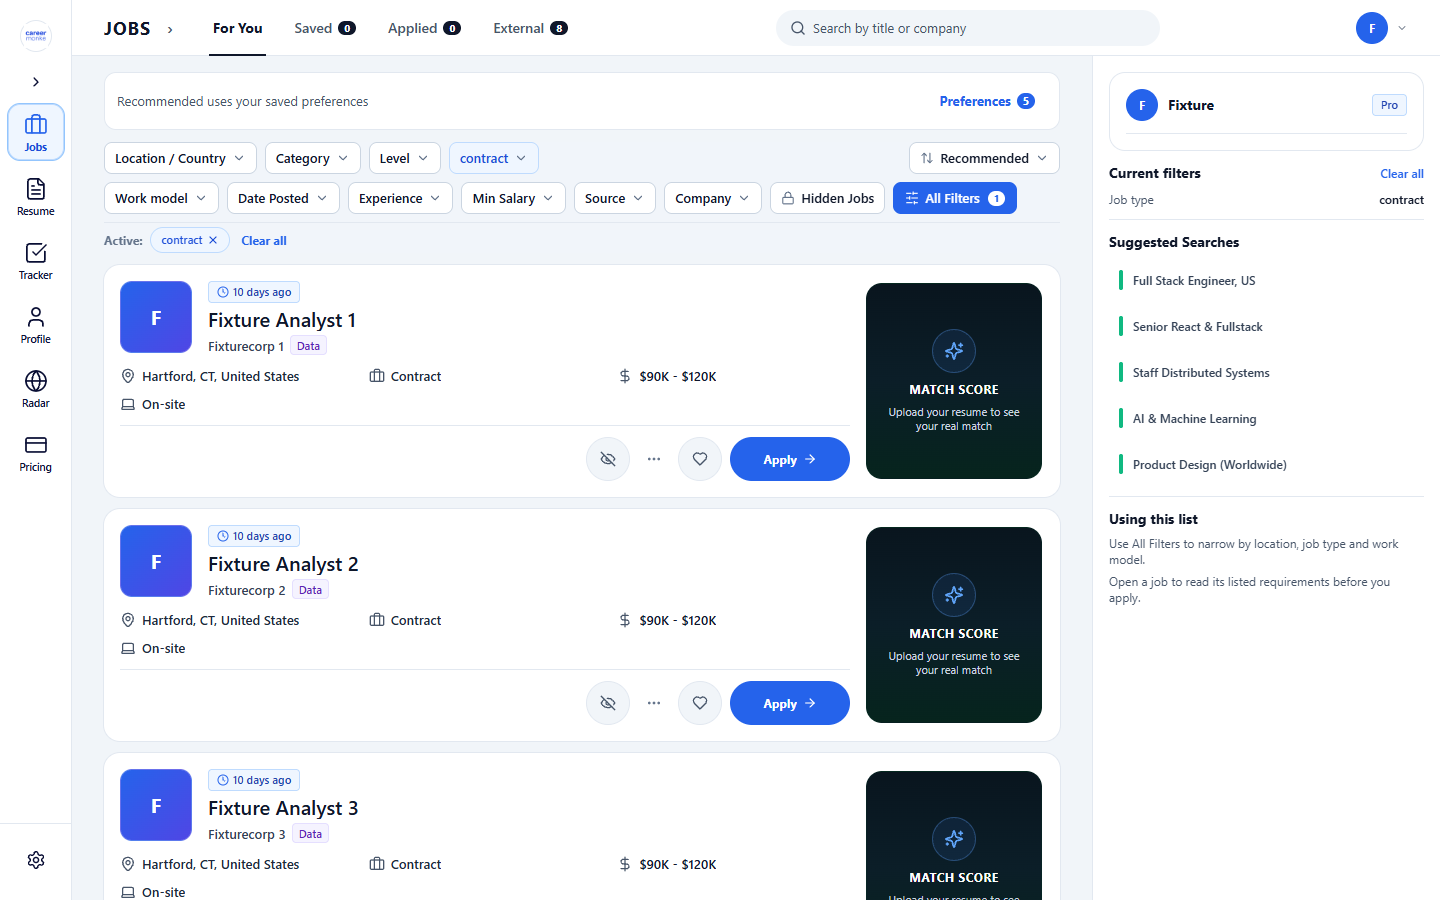 career
monke
Jobs
Resume
Tracker
Profile
Radar
Pricing
JOBS
For You
Saved 0
Applied 0
External 8
Search by title or company
F
Recommended uses your saved preferences
Preferences 5
Location / Country
Category
Level
contract
Recommended
Work model
Date Posted
Experience
Min Salary
Source
Company
Hidden Jobs
All Filters 1
Active: contract Clear all
F
10 days ago
Fixture Analyst 1
Fixturecorp 1 Data
Hartford, CT, United States
Contract
$90K - $120K
On-site
Apply
MATCH SCORE
Upload your resume to see
your real match
F
10 days ago
Fixture Analyst 2
Fixturecorp 2 Data
Hartford, CT, United States
Contract
$90K - $120K
On-site
Apply
MATCH SCORE
Upload your resume to see
your real match
F
10 days ago
Fixture Analyst 3
Fixturecorp 3 Data
Hartford, CT, United States
Contract
$90K - $120K
On-site
MATCH SCORE
Upload your resume to see
F
Fixture
Pro
Current filters
Clear all
Job type
contract
Suggested Searches
Full Stack Engineer, US
Senior React & Fullstack
Staff Distributed Systems
AI & Machine Learning
Product Design (Worldwide)
Using this list
Use All Filters to narrow by location, job type and work
model.
Open a job to read its listed requirements before you
apply.